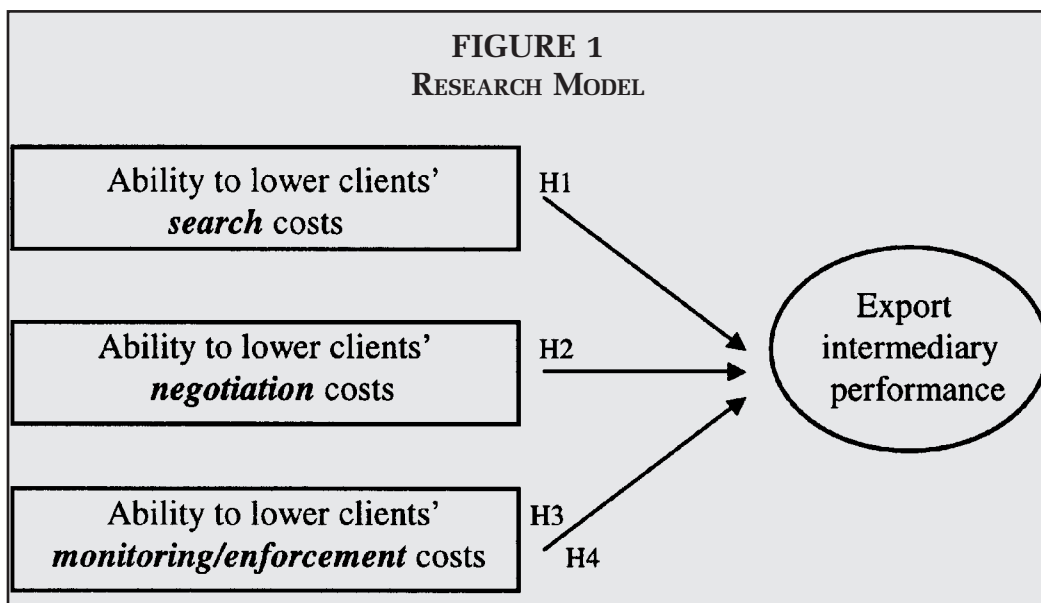 FIGURE 1
RESEARCH MODEL
Ability to lower clients'
search costs
H1
Ability to lower clients'
negotiation costs
H2
Ability to lower clients'
monitoring/enforcement costs
H3
H4
Export
intermediary
performance